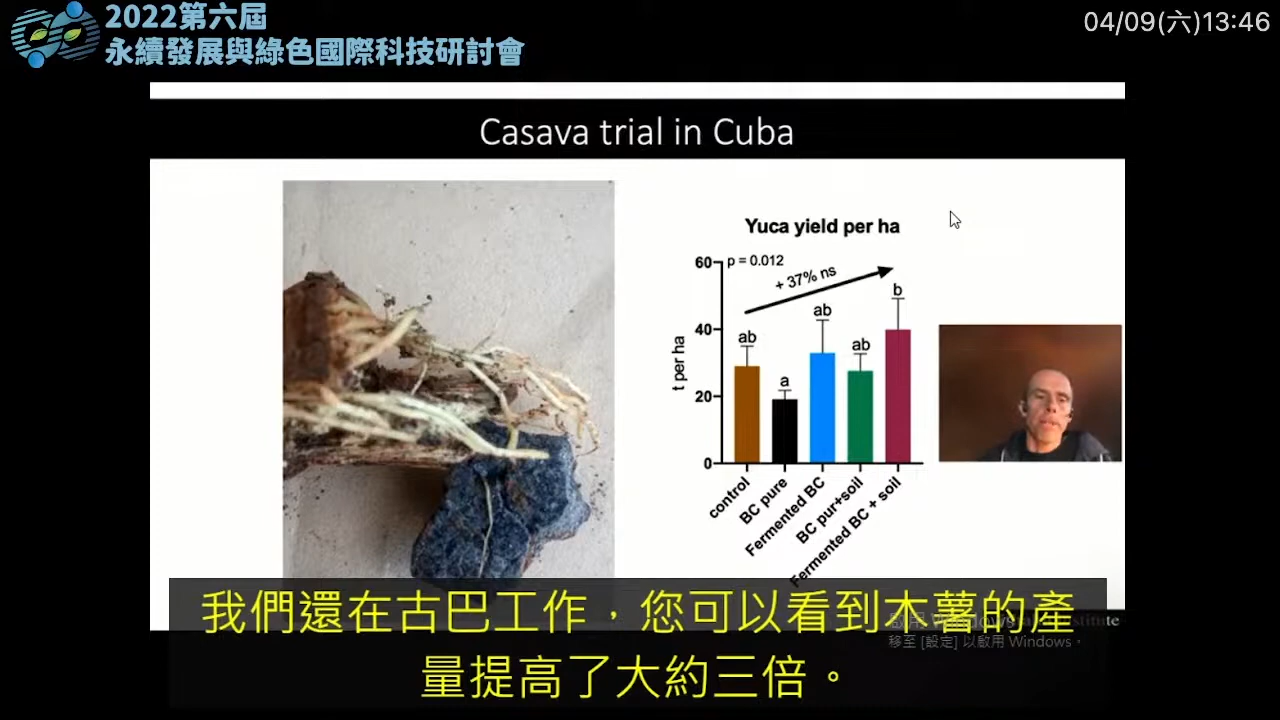 2022第六屆
永續發展與綠色國際科技研討會
04/09(六)13:46
Casava trial in Cuba
Yuca yield per ha
p = 0.012
+ 37% ns
t per ha
60
40
20
0
ab
a
ab
ab
b
control
BC pure
Fermented BC
BC pur+soil
Fermented BC + soil
我們還在古巴工作，您可以看到木薯的產
量提高了大約三倍。
啟用 Windows
移至 [設定] 以啟用 Windows。